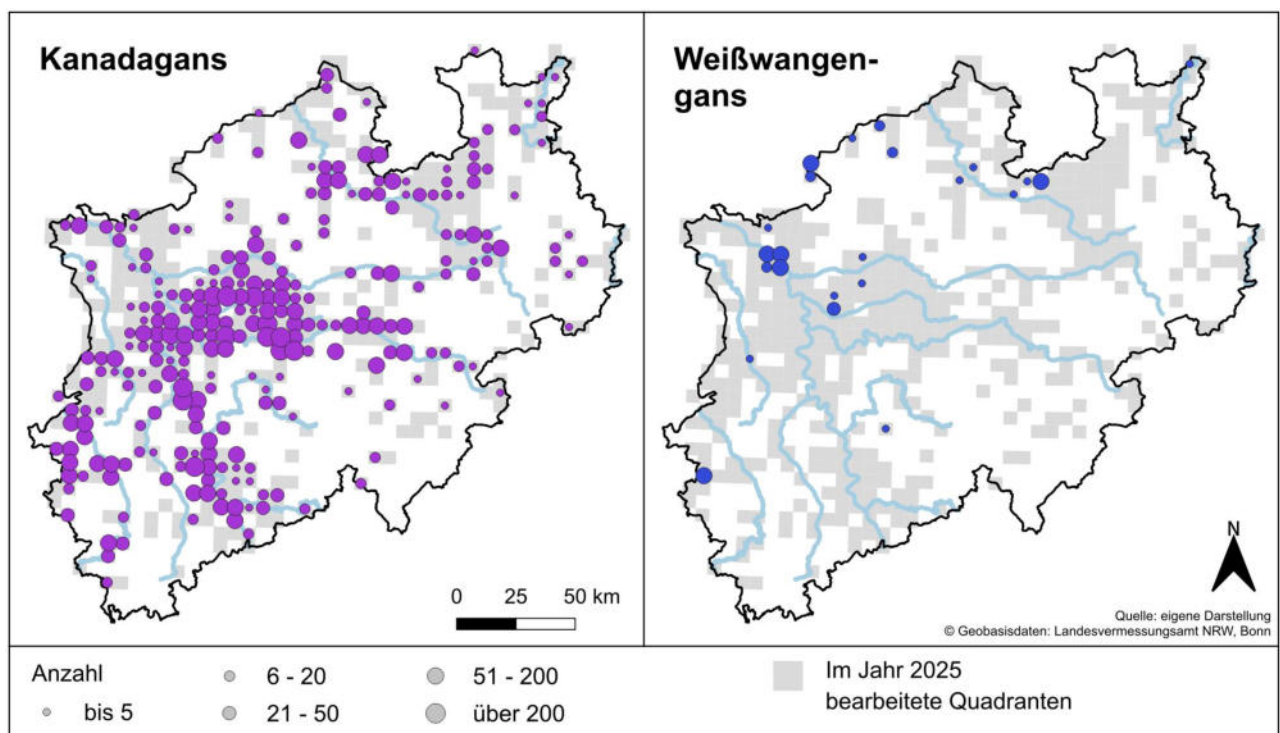 Kanadagans
Weißwangen-
gans
N
0 25 50 km
Quelle: eigene Darstellung
© Geobasisdaten: Landesvermessungsamt NRW, Bonn
Anzahl
bis 5
6 - 20
21 - 50
51 - 200
über 200
Im Jahr 2025
bearbeitete Quadranten